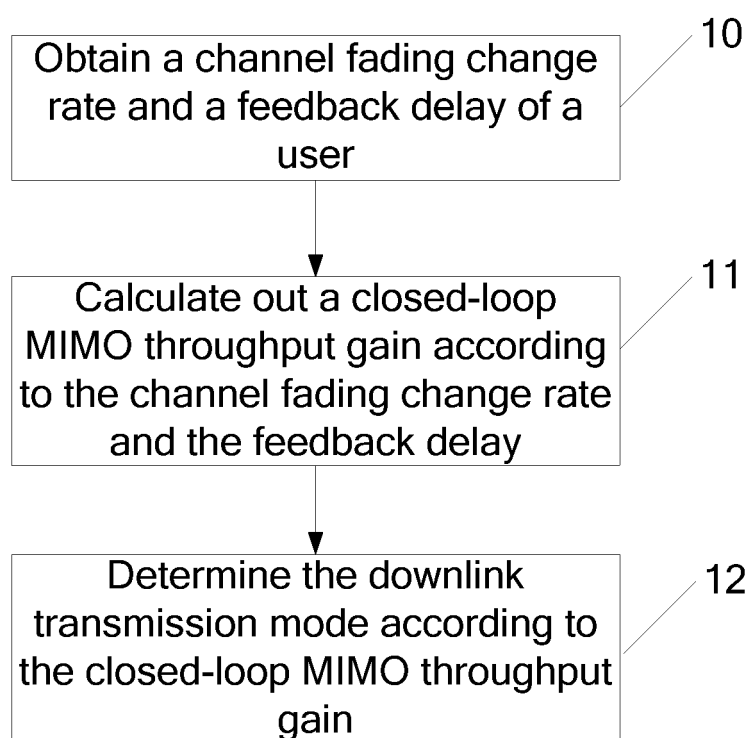 Obtain a channel fading change
rate and a feedback delay of a
user
10
Calculate out a closed-loop
MIMO throughput gain according
to the channel fading change rate
and the feedback delay
11
Determine the downlink
transmission mode according to
the closed-loop MIMO throughput
gain
12